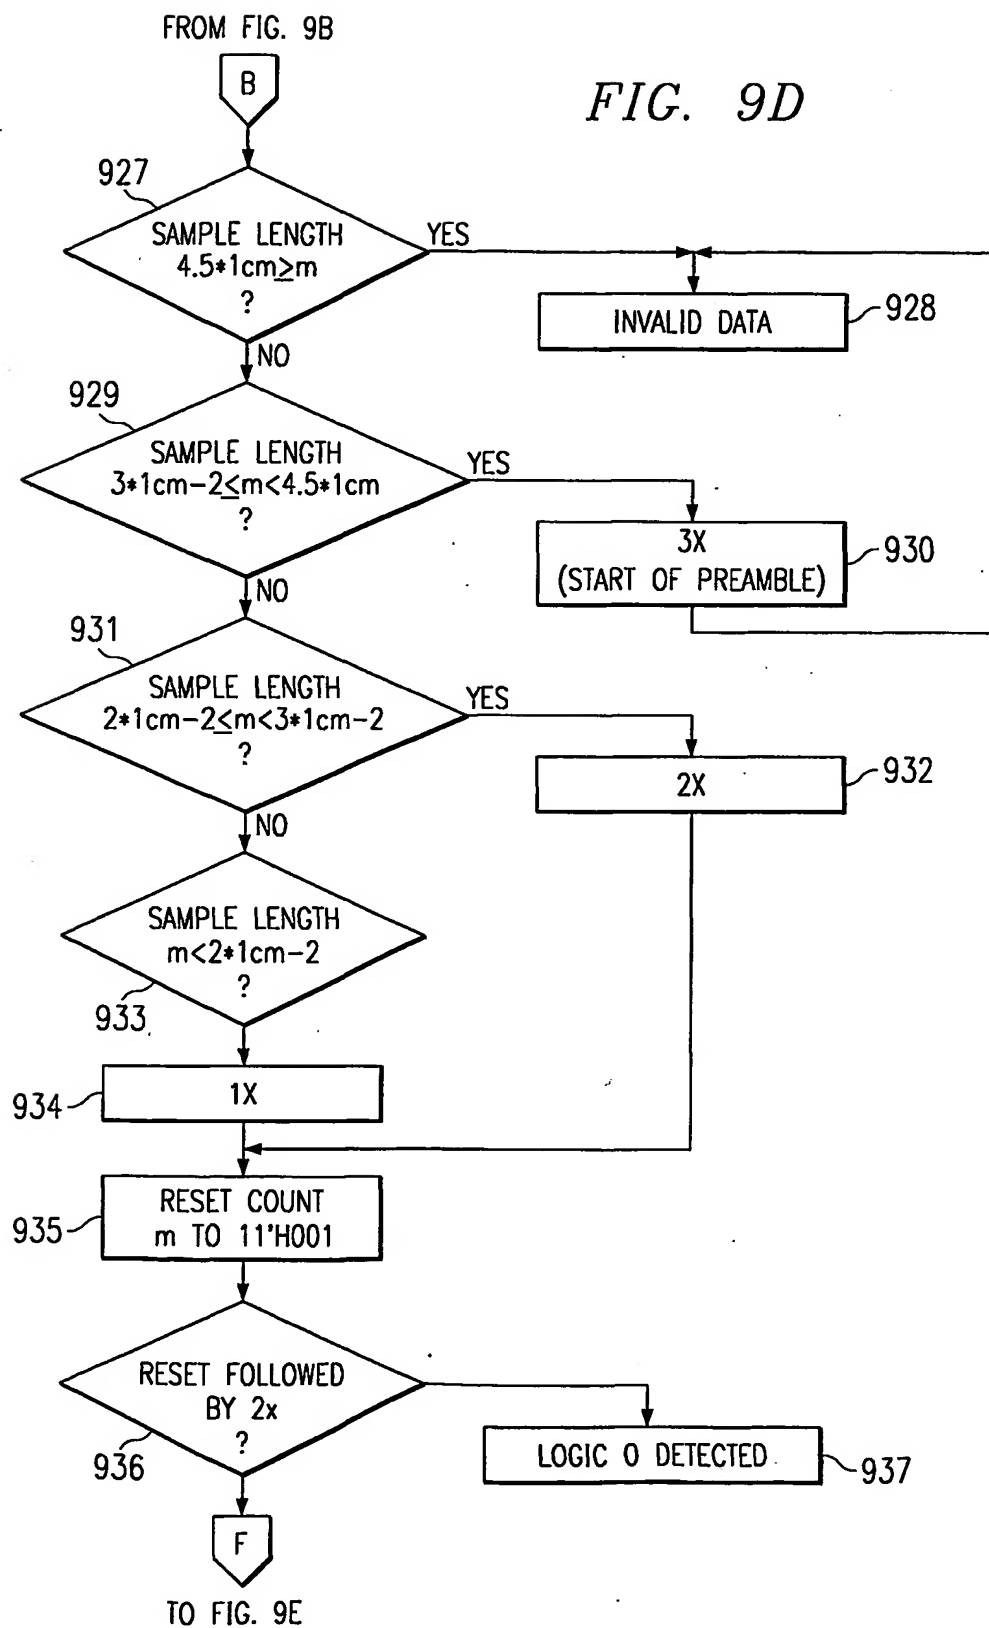 FROM FIG. 9B
B
FIG. 9D
927
SAMPLE LENGTH
4.5*1cm≥m
?
YES
INVALID DATA
928
NO
929
SAMPLE LENGTH
3*1cm-2≤m<4.5*1cm
?
YES
3X
(START OF PREAMBLE)
930
NO
931
SAMPLE LENGTH
2*1cm-2≤m<3*1cm-2
?
YES
2X
932
NO
SAMPLE LENGTH
m<2*1cm-2
?
933
1X
934
RESET COUNT
m TO 11'H001
935
RESET FOLLOWED
BY 2x
?
936
LOGIC 0 DETECTED
937
F
TO FIG. 9E